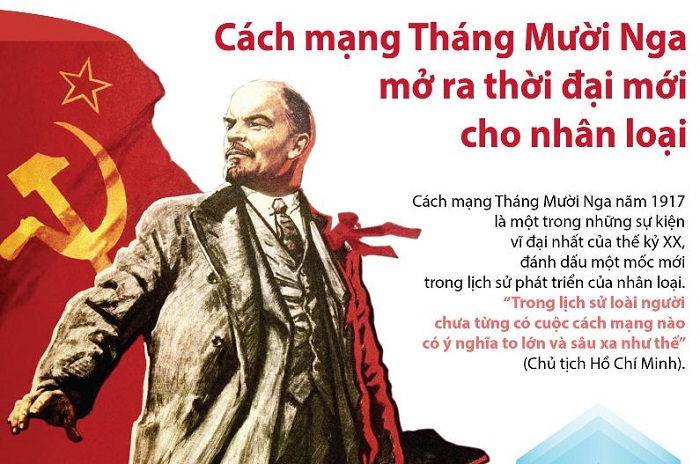 Cách mạng Tháng Mười Nga
mở ra thời đại mới
cho nhân loại
Cách mạng Tháng Mười Nga năm 1917
là một trong những sự kiện
vĩ đại nhất của thế kỷ XX,
đánh dấu một mốc mới
trong lịch sử phát triển của nhân loại.
“Trong lịch sử loài người
chưa từng có cuộc cách mạng nào
có ý nghĩa to lớn và sâu xa như thế”
(Chủ tịch Hồ Chí Minh).